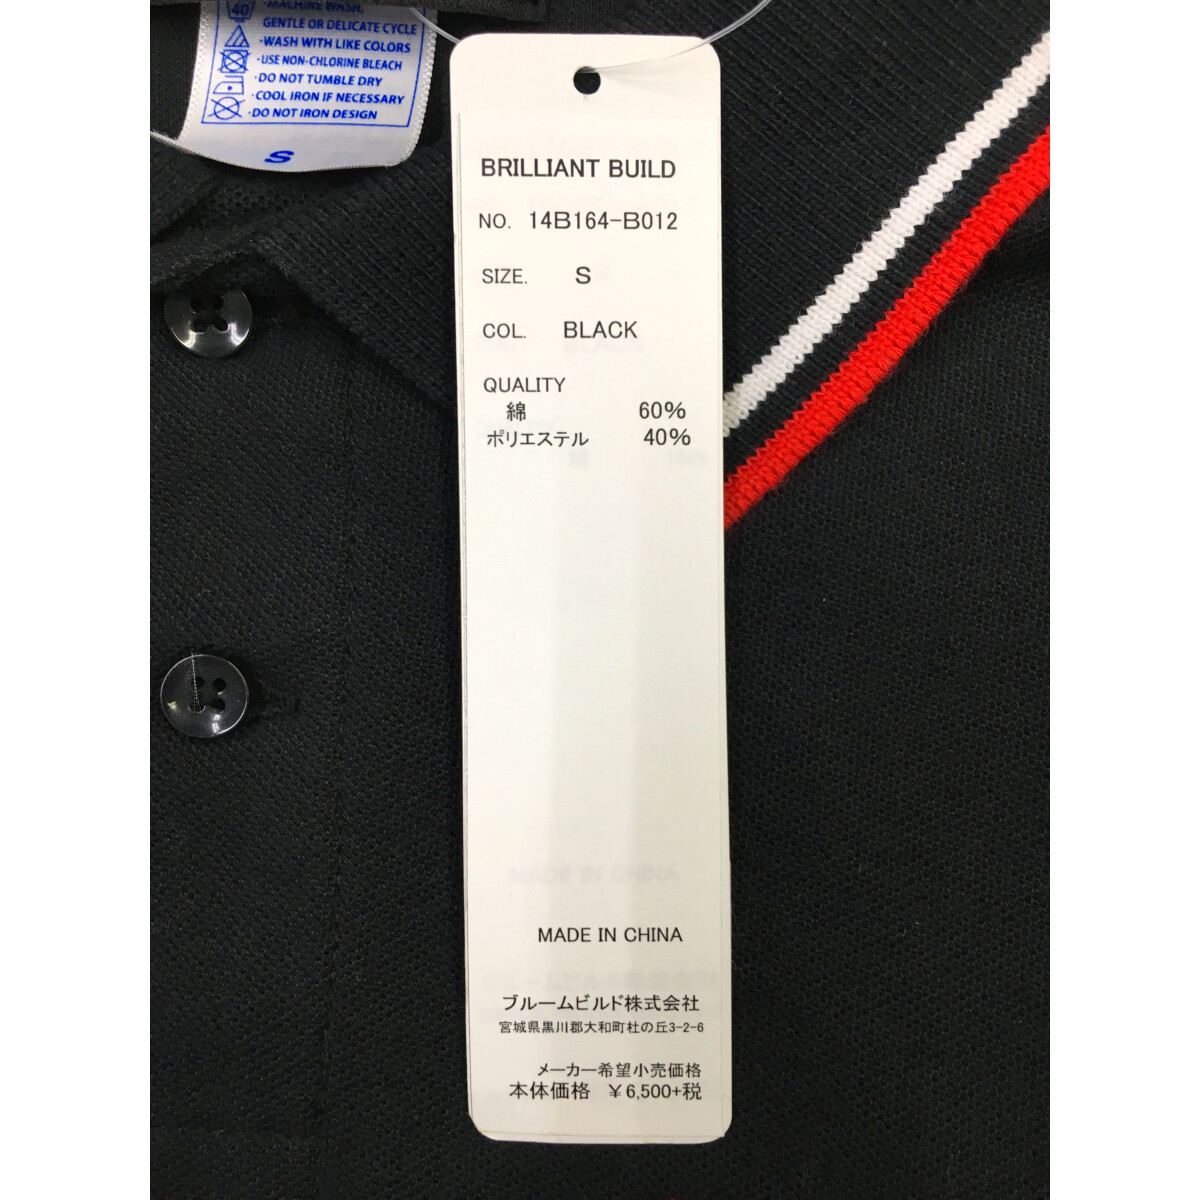 40
MACHINE WASH,
GENTLE OR DELICATE CYCLE
·WASH WITH LIKE COLORS
·USE NON-CHLORINE BLEACH
·DO NOT TUMBLE DRY
·COOL IRON IF NECESSARY
·DO NOT IRON DESIGN
S
BRILLIANT BUILD
NO. 14B164-B012
SIZE. S
COL. BLACK
QUALITY
綿 60%
ポリエステル 40%
MADE IN CHINA
ブルームビルド株式会社
宮城県黒川郡大和町杜の丘3-2-6
メーカー希望小売価格
本体価格 ¥6,500+税